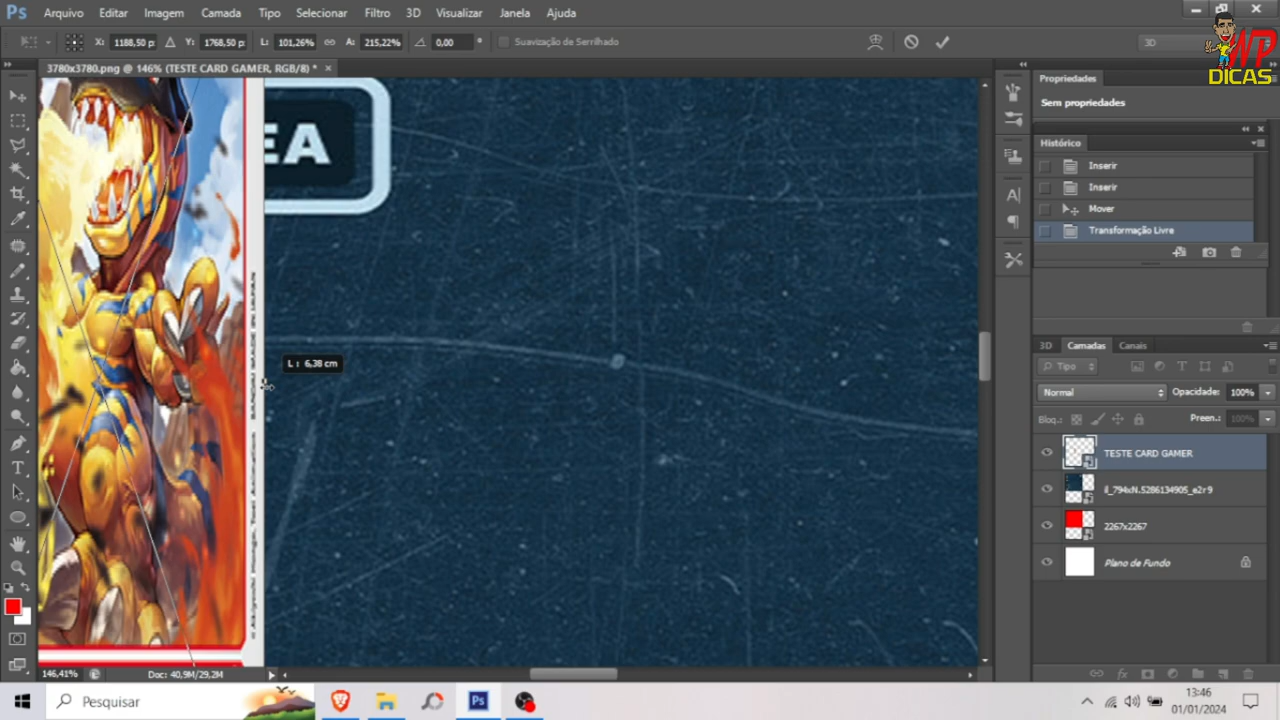 Ps Arquivo Editar Imagem Camada Tipo Selecionar Filtro 3D Visualizar Janela Ajuda
X: 1188,50 p: Y: 1768,50 p: L: 101,26% A: 215,22% 0,00 ° Suavização de Serrilhado 3D
WP
DICAS
3780x3780.png @ 146% (TESTE CARD GAMER, RGB/8) * ×
Propriedades
Sem propriedades
Histórico
Inserir
Inserir
Mover
Transformação Livre
EA
L : 6,38 cm
3D Camadas Canais
Tipo
Normal Opacidade: 100%
Bloq.: Preen.: 100%
TESTE CARD GAMER
il_794xN.5286134905_e2r9
2267x2267
Plano de Fundo
146,41% Doc: 40,9M/29,2M
Pesquisar
Ps
13:46
01/01/2024